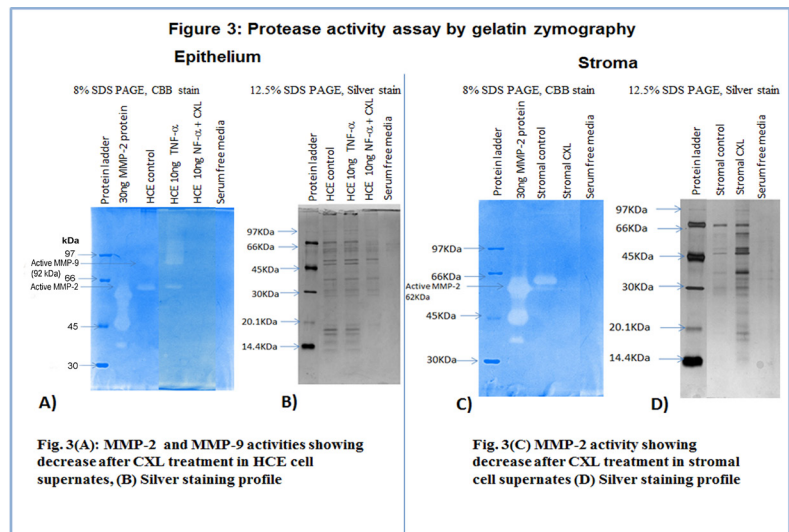 Figure 3: Protease activity assay by gelatin zymography
Epithelium
8% SDS PAGE, CBB stain
Protein ladder
30ng MMP-2 protein
HCE control
HCE 10ng TNF-α
HCE 10ng NF-α + CXL
Serum free media
kDa
97
Active MMP-9
(92 kDa)
66
Active MMP-2
45
30
A)
12.5% SDS PAGE, Silver stain
Protein ladder
HCE control
HCE 10ng TNF-α
HCE 10ng NF-α + CXL
Serum free media
97KDa
66KDa
45KDa
30KDa
20.1KDa
14.4KDa
B)
Fig. 3(A): MMP-2 and MMP-9 activities showing
decrease after CXL treatment in HCE cell
supernates, (B) Silver staining profile
Stroma
8% SDS PAGE, CBB stain
Protein ladder
30ng MMP-2 protein
Stromal control
Stromal CXL
Serum free media
97KDa
66KDa
Active MMP-2
62KDa
45KDa
30KDa
C)
12.5% SDS PAGE, Silver stain
Protein ladder
Stromal control
Stromal CXL
Serum free media
97KDa
66KDa
45KDa
30KDa
20.1KDa
14.4KDa
D)
Fig. 3(C) MMP-2 activity showing
decrease after CXL treatment in stromal
cell supernates (D) Silver staining profile